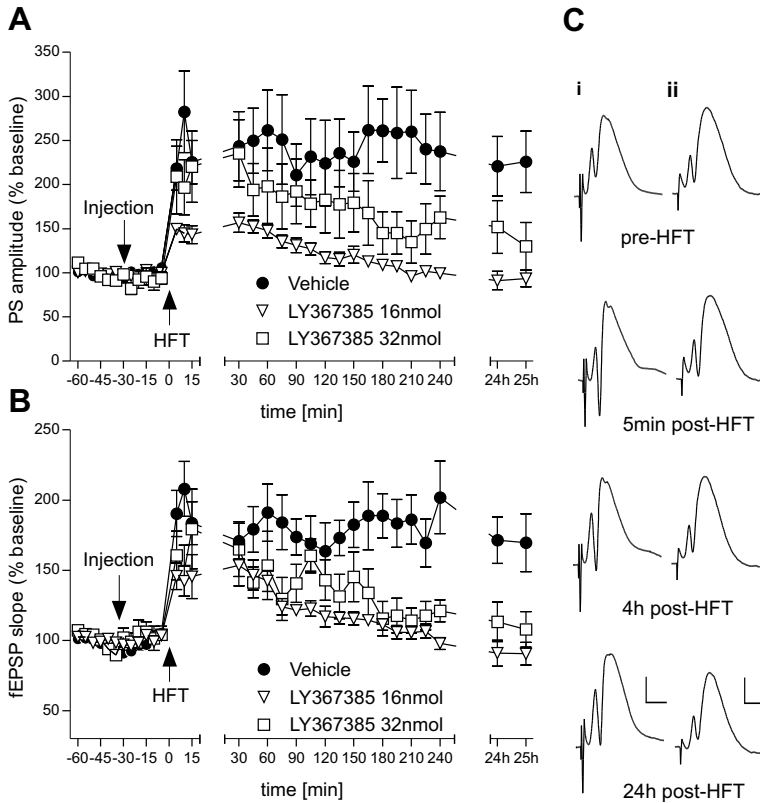 A
PS amplitude (% baseline)
350
300
250
200
150
100
50
0
Injection
HFT
Vehicle
LY367385 16nmol
LY367385 32nmol
-60 -45 -30 -15 0 15 30 60 90 120 150 180 210 240 24h 25h
time [min]
B
fEPSP slope (% baseline)
250
200
150
100
50
Injection
HFT
Vehicle
LY367385 16nmol
LY367385 32nmol
-60 -45 -30 -15 0 15 30 60 90 120 150 180 210 240 24h 25h
time [min]
C
i ii
pre-HFT
5min post-HFT
4h post-HFT
24h post-HFT